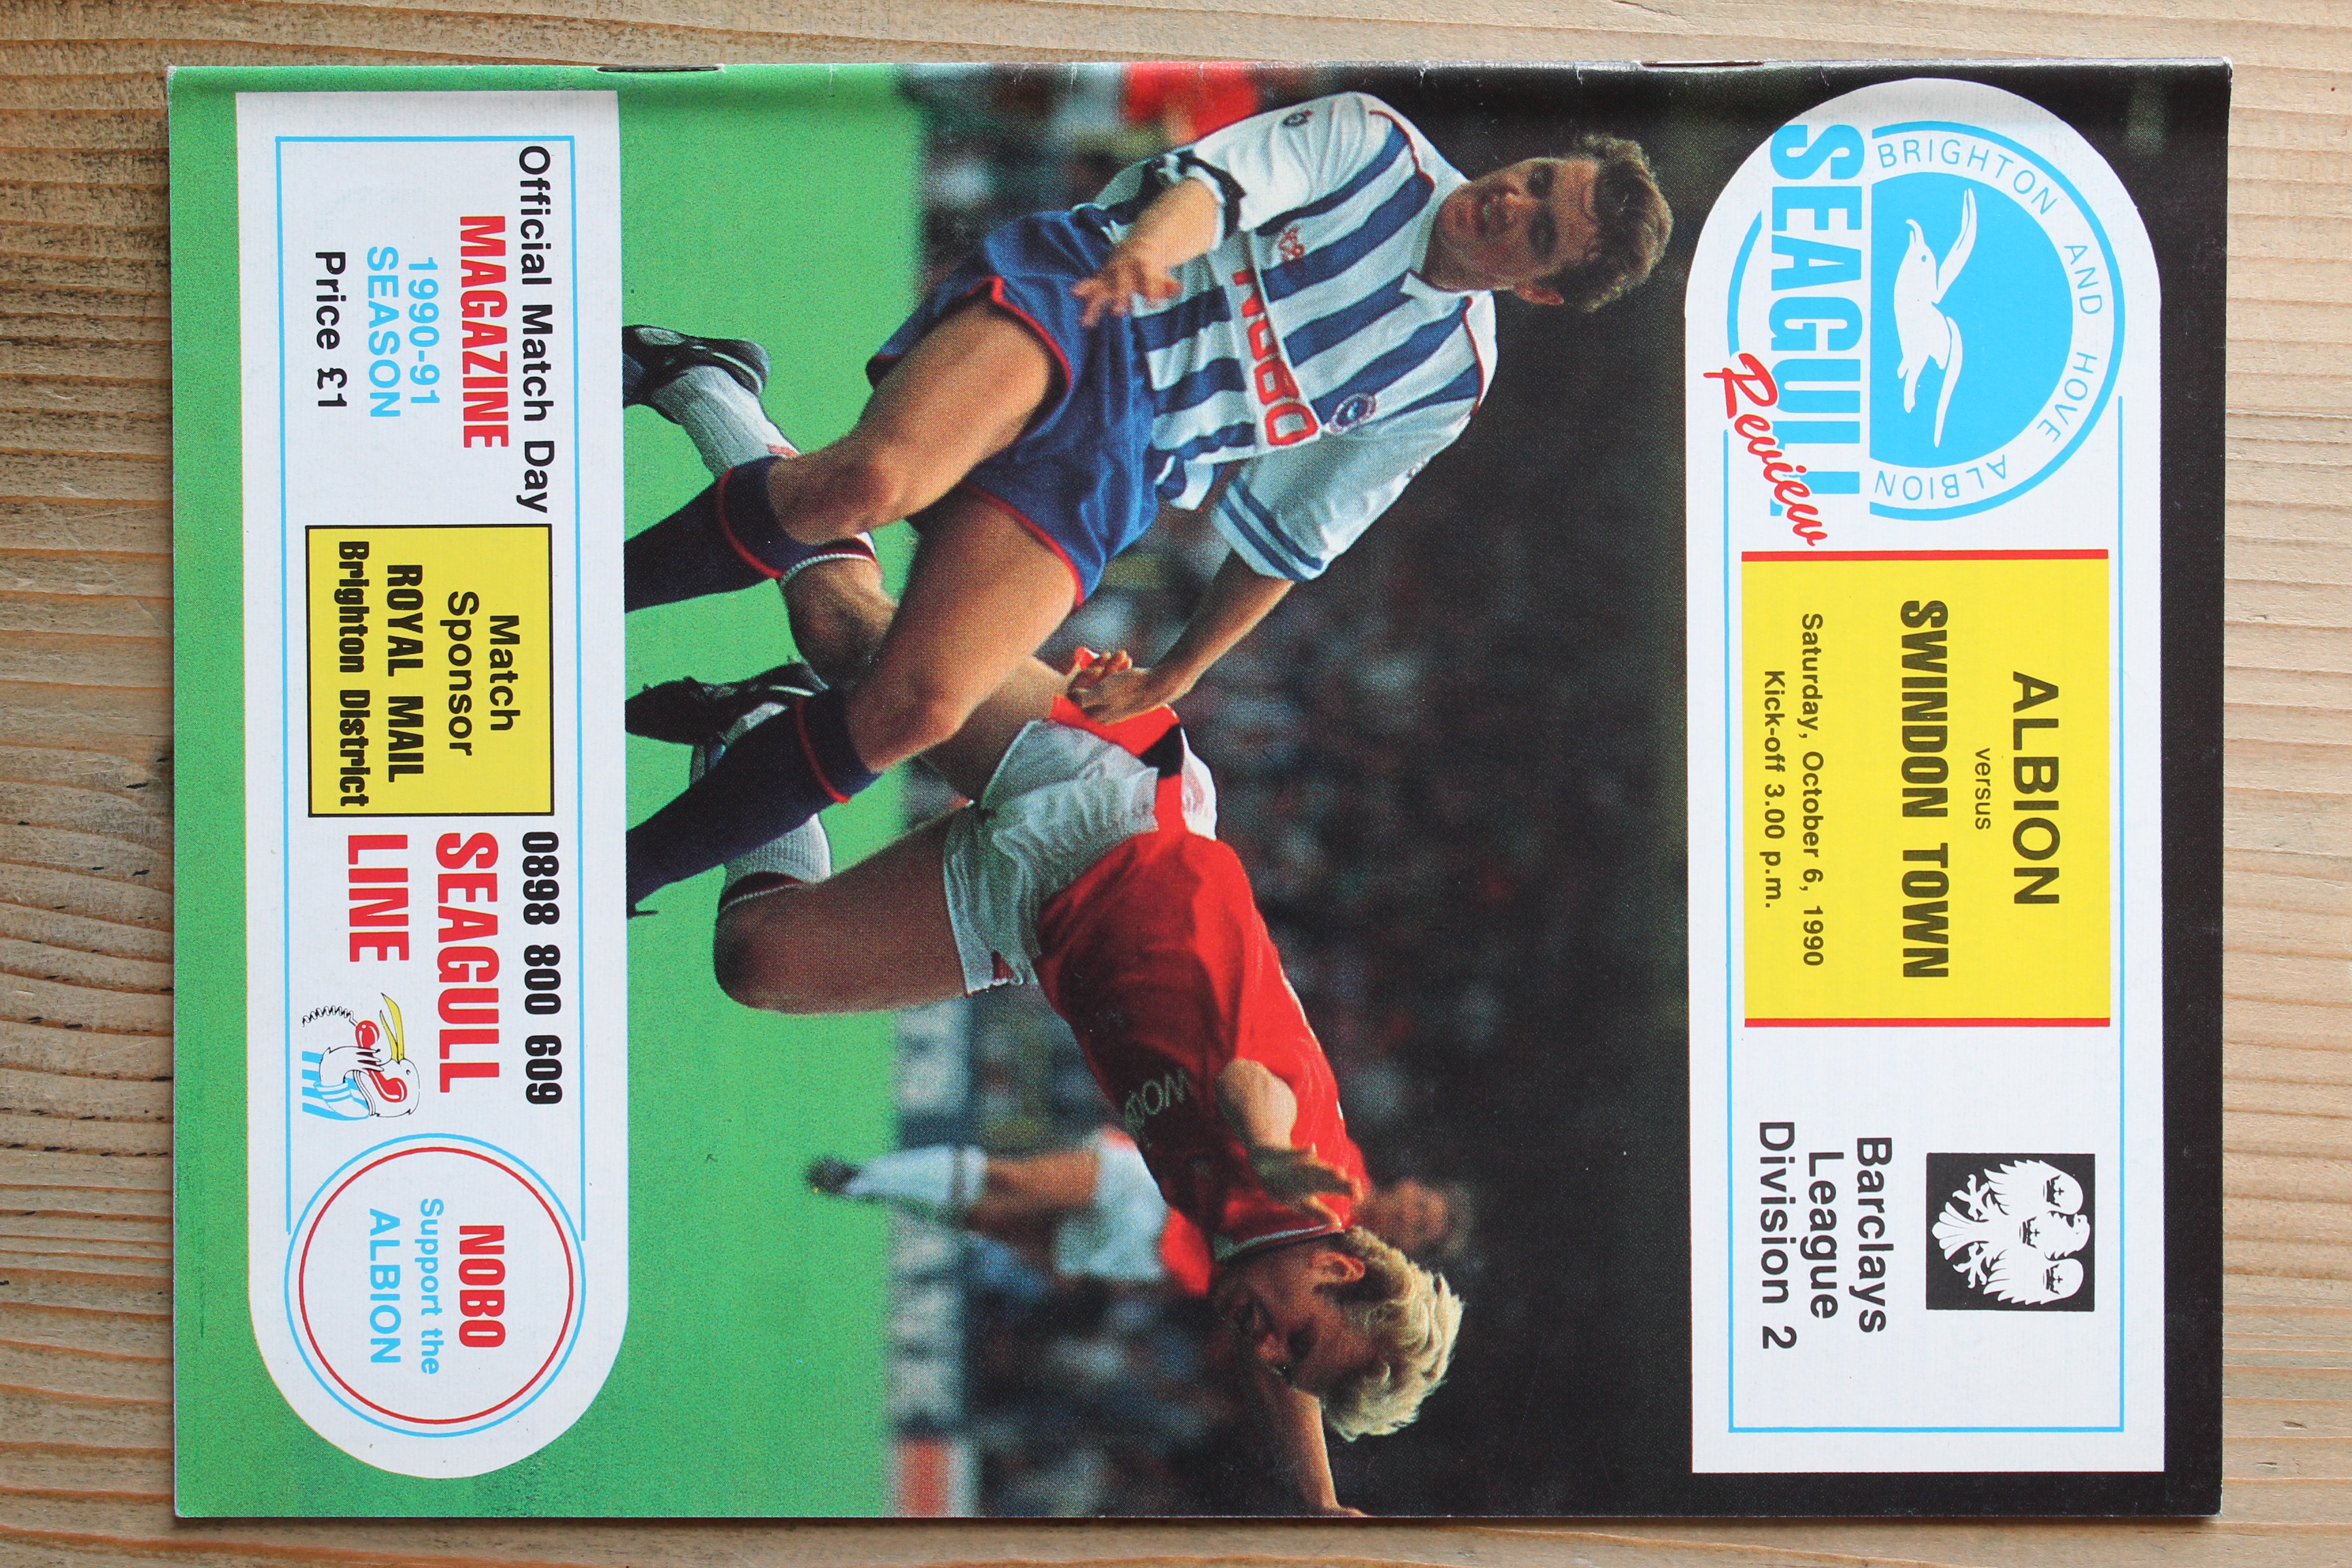 BRIGHTON AND HOVE ALBION
SEAGULL
Review
ALBION
versus
SWINDON TOWN
Saturday, October 6, 1990
Kick-off 3.00 p.m.
Barclays
League
Division 2
NOBO
Official Match Day
MAGAZINE
1990-91
SEASON
Price £1
Match
Sponsor
ROYAL MAIL
Brighton District
0898 800 609
SEAGULL
LINE
NOBO
Support the
ALBION